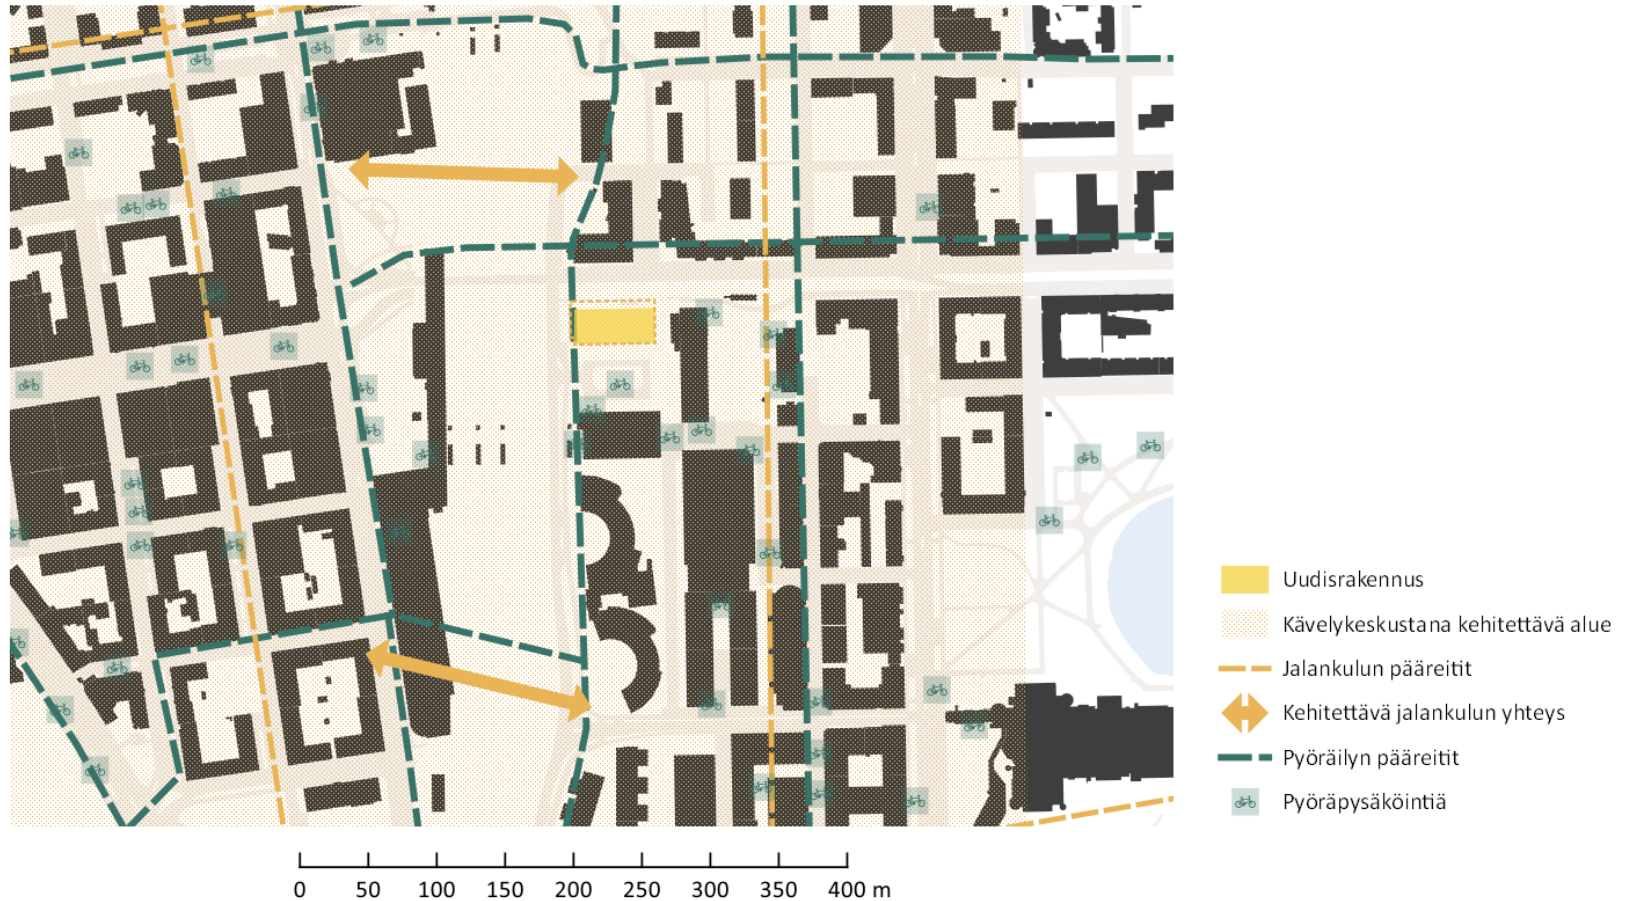 Uudisrakennus
Kävelykeskustana kehitettävä alue
Jalankulun pääreitit
Kehitettävä jalankulun yhteys
Pyöräilyn pääreitit
Pyöräpysäköintiä
0 50 100 150 200 250 300 350 400 m